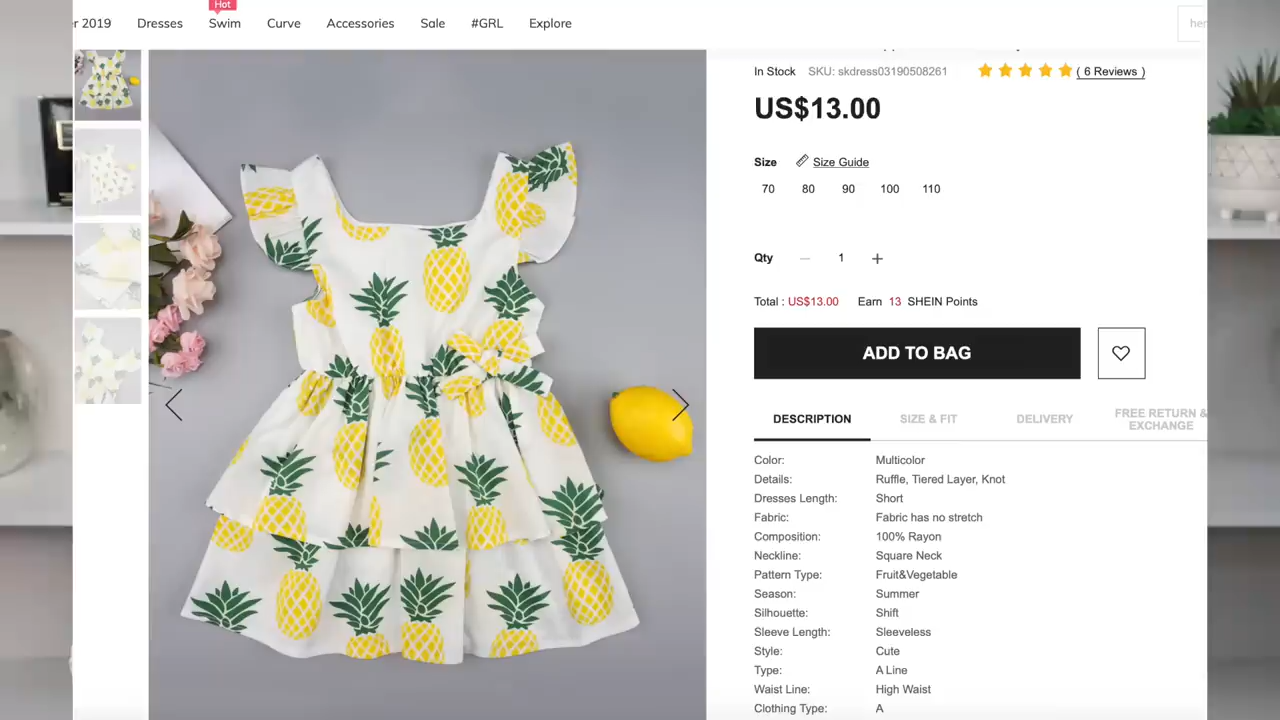 Hot
r 2019 Dresses Swim Curve Accessories Sale #GRL Explore
her
In Stock SKU: skdress03190508261 ( 6 Reviews )
US$13.00
Size Size Guide
70 80 90 100 110
Qty 1
Total : US$13.00 Earn 13 SHEIN Points
ADD TO BAG
DESCRIPTION SIZE & FIT DELIVERY FREE RETURN &
EXCHANGE
Color: Multicolor
Details: Ruffle, Tiered Layer, Knot
Dresses Length: Short
Fabric: Fabric has no stretch
Composition: 100% Rayon
Neckline: Square Neck
Pattern Type: Fruit&Vegetable
Season: Summer
Silhouette: Shift
Sleeve Length: Sleeveless
Style: Cute
Type: A Line
Waist Line: High Waist
Clothing Type: A